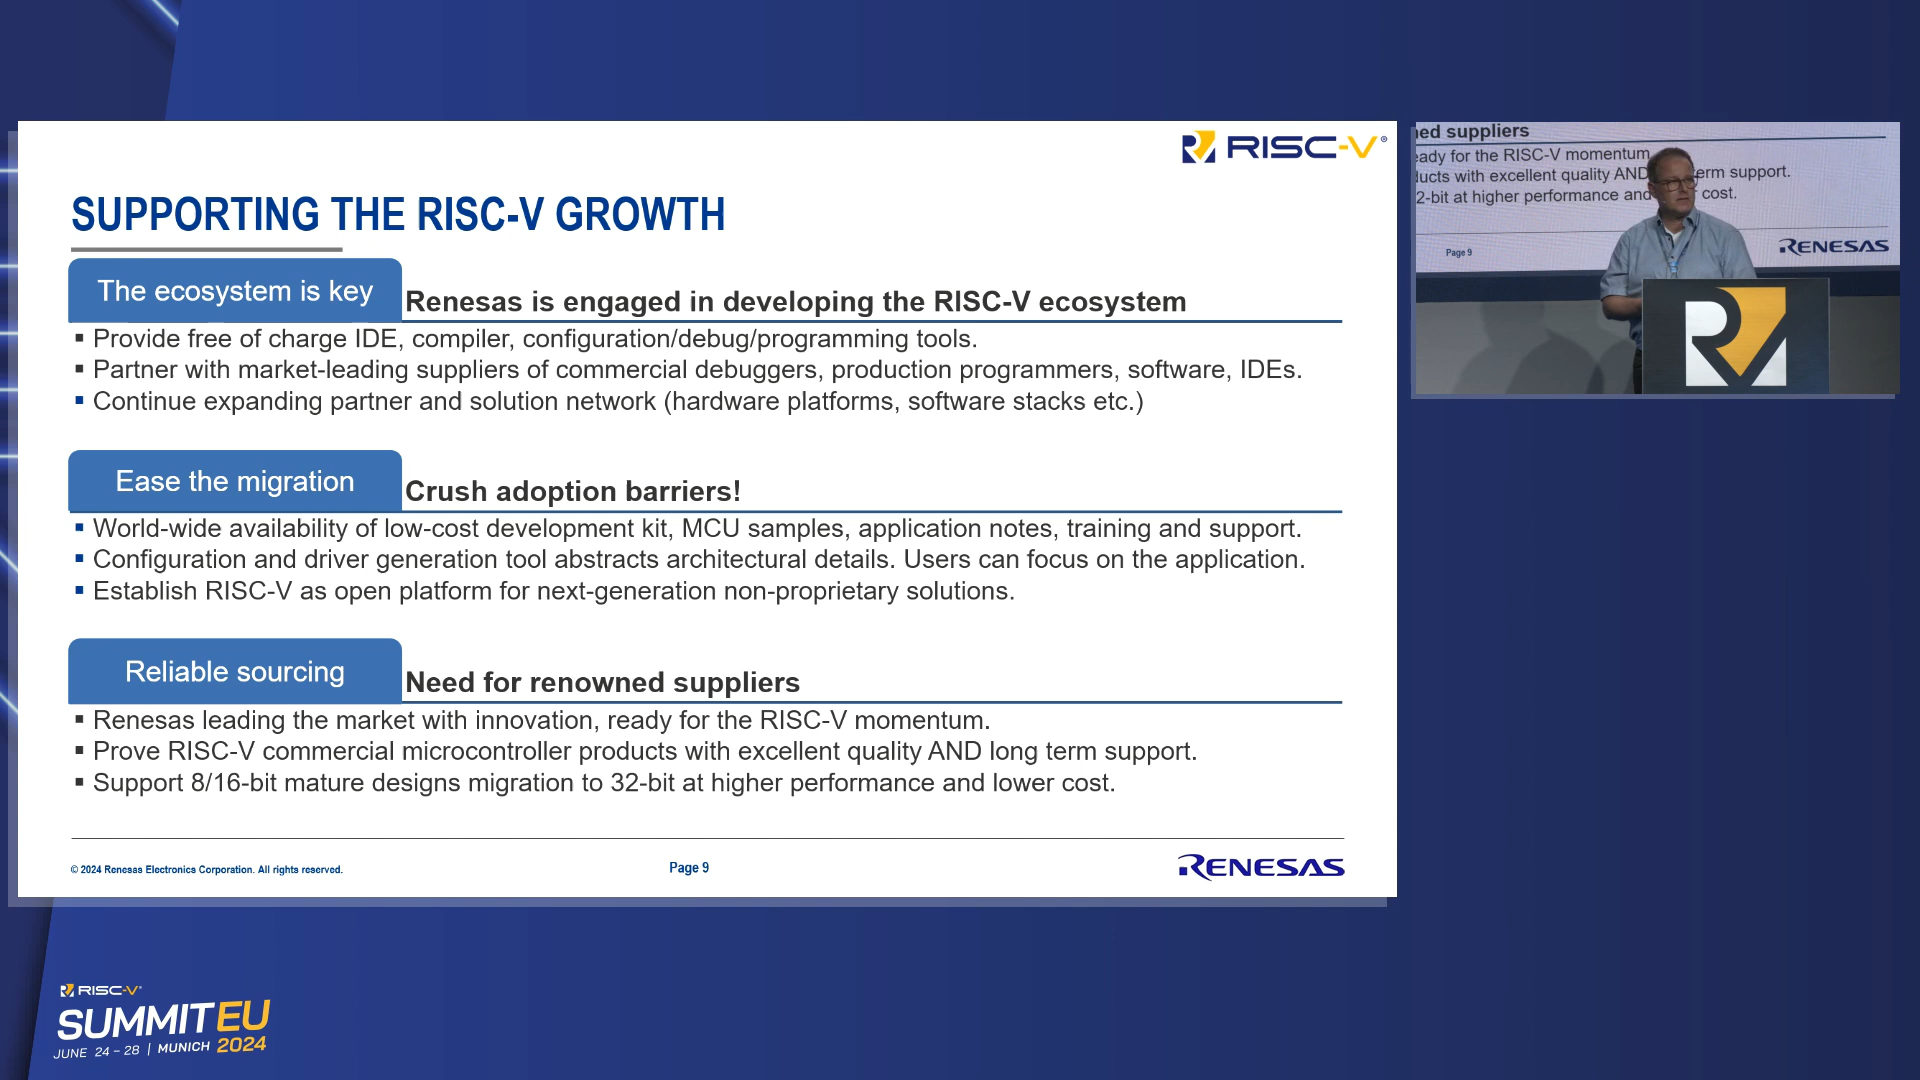 RISC-V®
SUPPORTING THE RISC-V GROWTH
The ecosystem is key
Renesas is engaged in developing the RISC-V ecosystem
▪ Provide free of charge IDE, compiler, configuration/debug/programming tools.
▪ Partner with market-leading suppliers of commercial debuggers, production programmers, software, IDEs.
▪ Continue expanding partner and solution network (hardware platforms, software stacks etc.)
Ease the migration
Crush adoption barriers!
▪ World-wide availability of low-cost development kit, MCU samples, application notes, training and support.
▪ Configuration and driver generation tool abstracts architectural details. Users can focus on the application.
▪ Establish RISC-V as open platform for next-generation non-proprietary solutions.
Reliable sourcing
Need for renowned suppliers
▪ Renesas leading the market with innovation, ready for the RISC-V momentum.
▪ Prove RISC-V commercial microcontroller products with excellent quality AND long term support.
▪ Support 8/16-bit mature designs migration to 32-bit at higher performance and lower cost.
© 2024 Renesas Electronics Corporation. All rights reserved.
Page 9
RENESAS
ned suppliers
eady for the RISC-V momentum
ducts with excellent quality AND erm support.
2-bit at higher performance and cost.
Page 9
RENESAS
RISC-V®
SUMMIT EU
JUNE 24 – 28 | MUNICH 2024